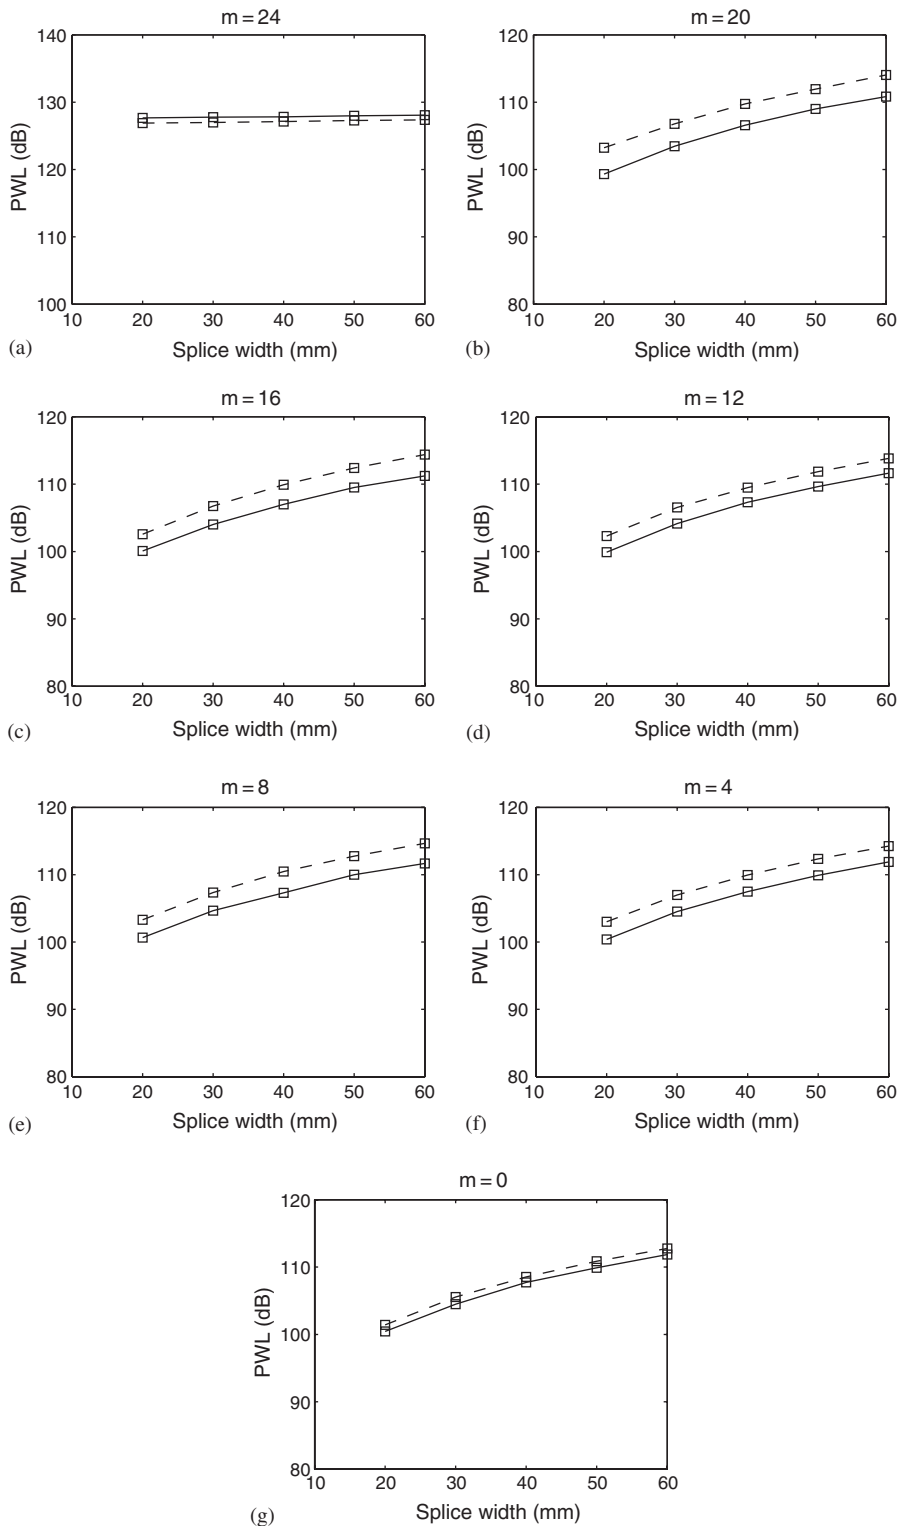 m = 24
140
130
120
110
100
PWL (dB)
10 20 30 40 50 60
Splice width (mm)
(a)
m = 20
120
110
100
90
80
PWL (dB)
10 20 30 40 50 60
Splice width (mm)
(b)
m = 16
120
110
100
90
80
PWL (dB)
10 20 30 40 50 60
Splice width (mm)
(c)
m = 12
120
110
100
90
80
PWL (dB)
10 20 30 40 50 60
Splice width (mm)
(d)
m = 8
120
110
100
90
80
PWL (dB)
10 20 30 40 50 60
Splice width (mm)
(e)
m = 4
120
110
100
90
80
PWL (dB)
10 20 30 40 50 60
Splice width (mm)
(f)
m = 0
120
110
100
90
80
PWL (dB)
10 20 30 40 50 60
Splice width (mm)
(g)